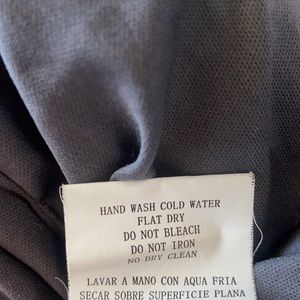 HAND WASH COLD WATER
FLAT DRY
DO NOT BLEACH
DO NOT IRON
NO DRY CLEAN
LAVAR A MANO CON AQUA FRIA
SECAR SOBRE SUPERFICIE PLANA